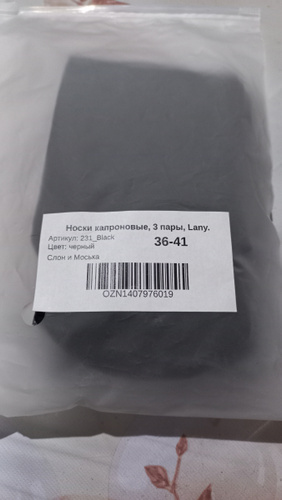 Носки капроновые, 3 пары, Lany.
Артикул: 231_Black
36-41
Цвет: черный
Слон и Моська
OZN1407976019